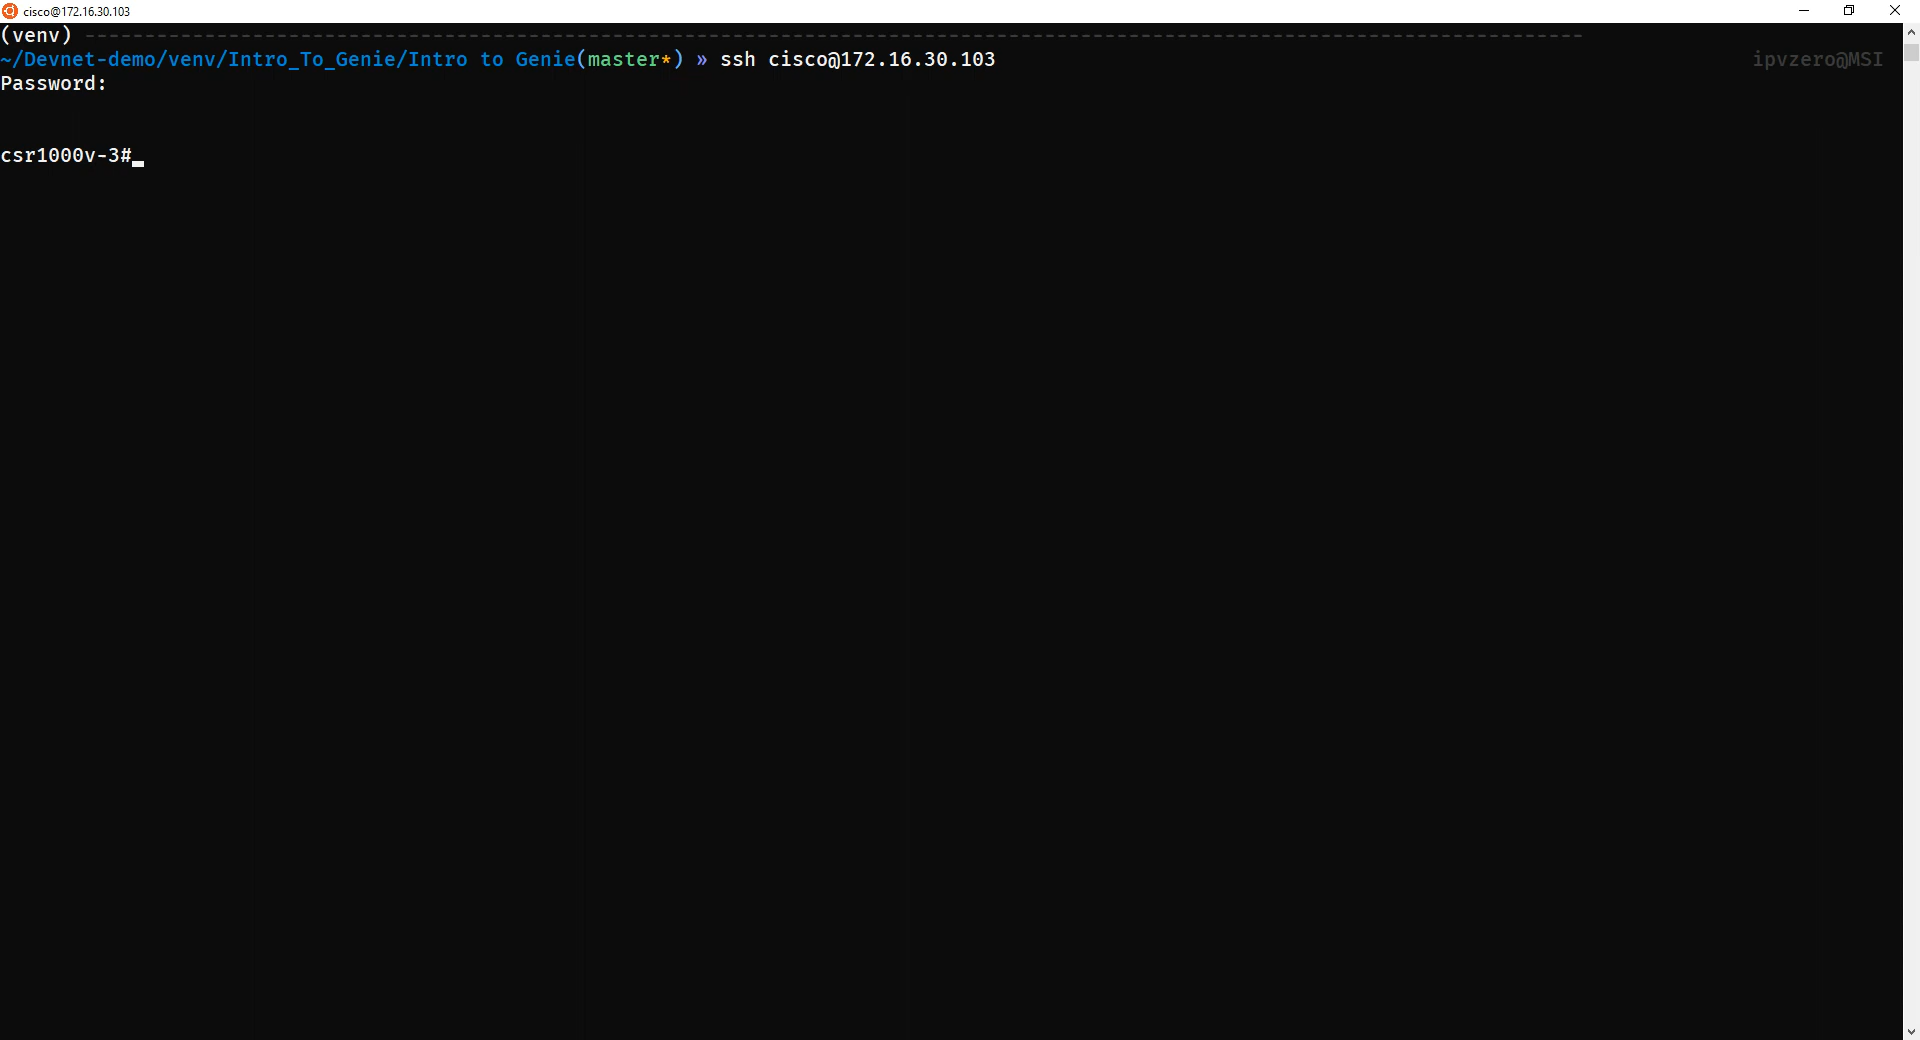 cisco@172.16.30.103
(venv) -----------------------------------------------------------------------------------------------------------------------------
~/Devnet-demo/venv/Intro_To_Genie/Intro to Genie(master*) » ssh cisco@172.16.30.103 ipvzero@MSI
Password:
csr1000v-3#